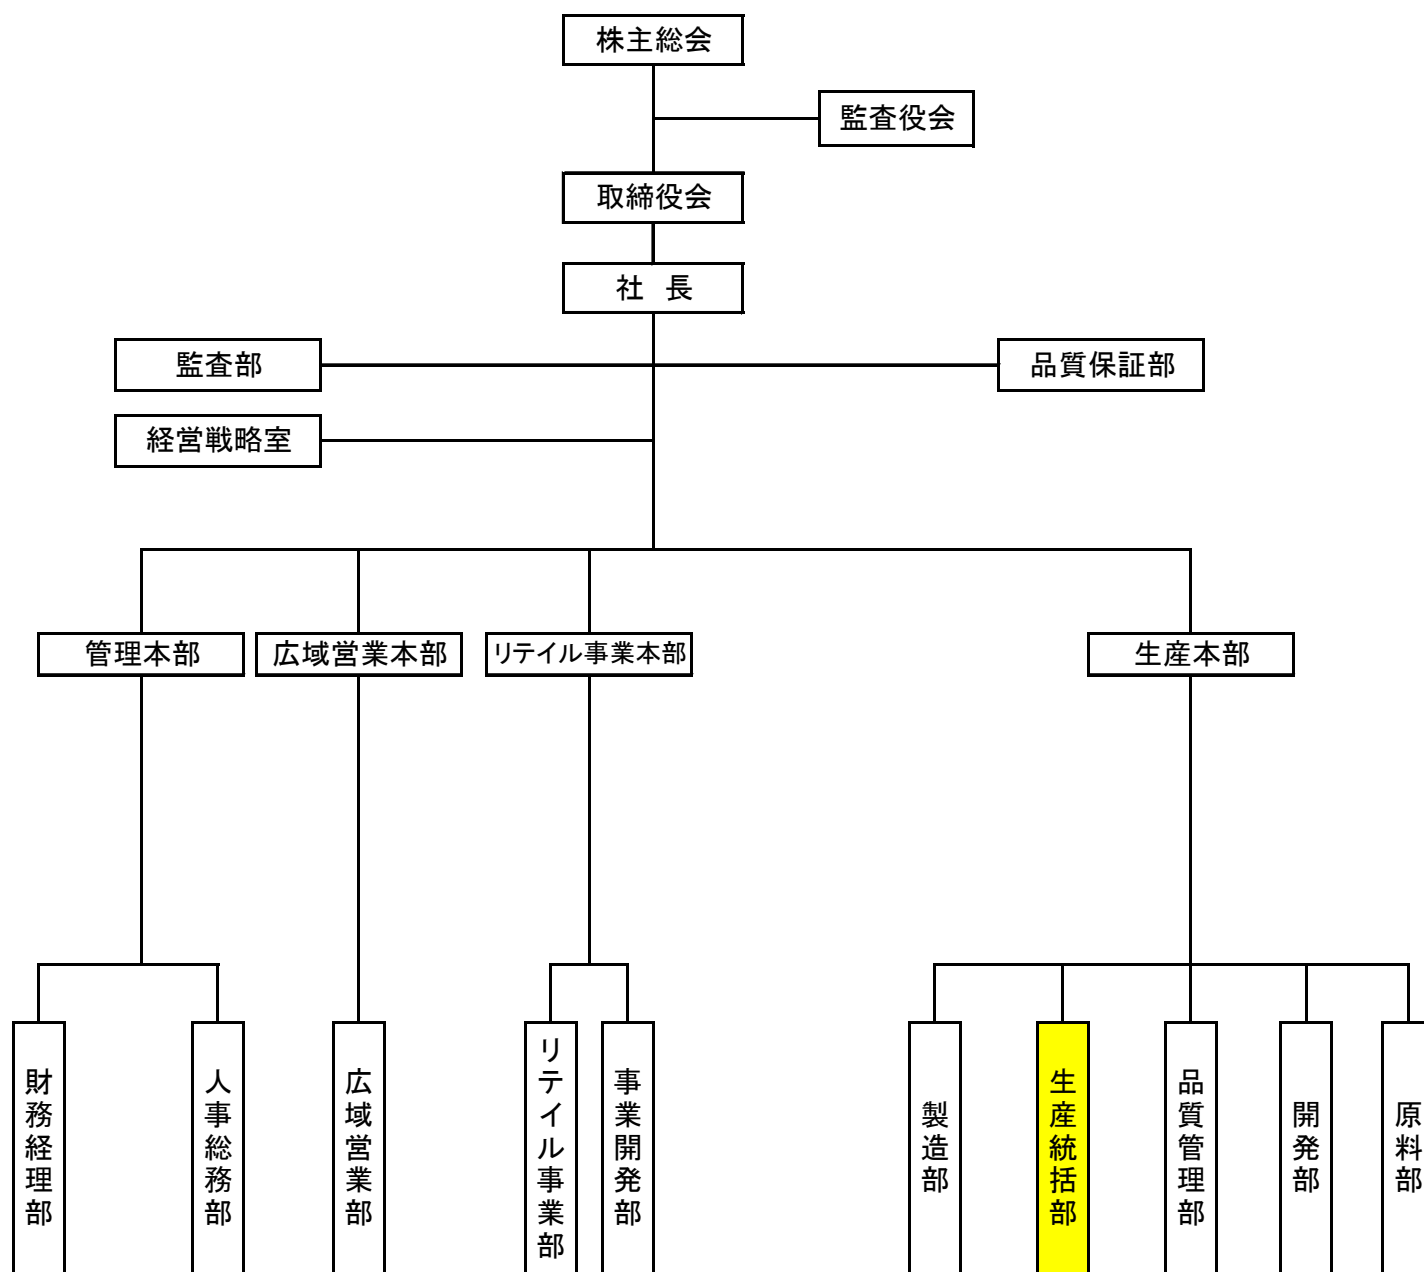 株主総会
監査役会
取締役会
社 長
監査部
品質保証部
経営戦略室
管理本部
広域営業本部
リテイル事業本部
生産本部
財務経理部
人事総務部
広域営業部
リテイル事業部
事業開発部
製造部
生産統括部
品質管理部
開発部
原料部